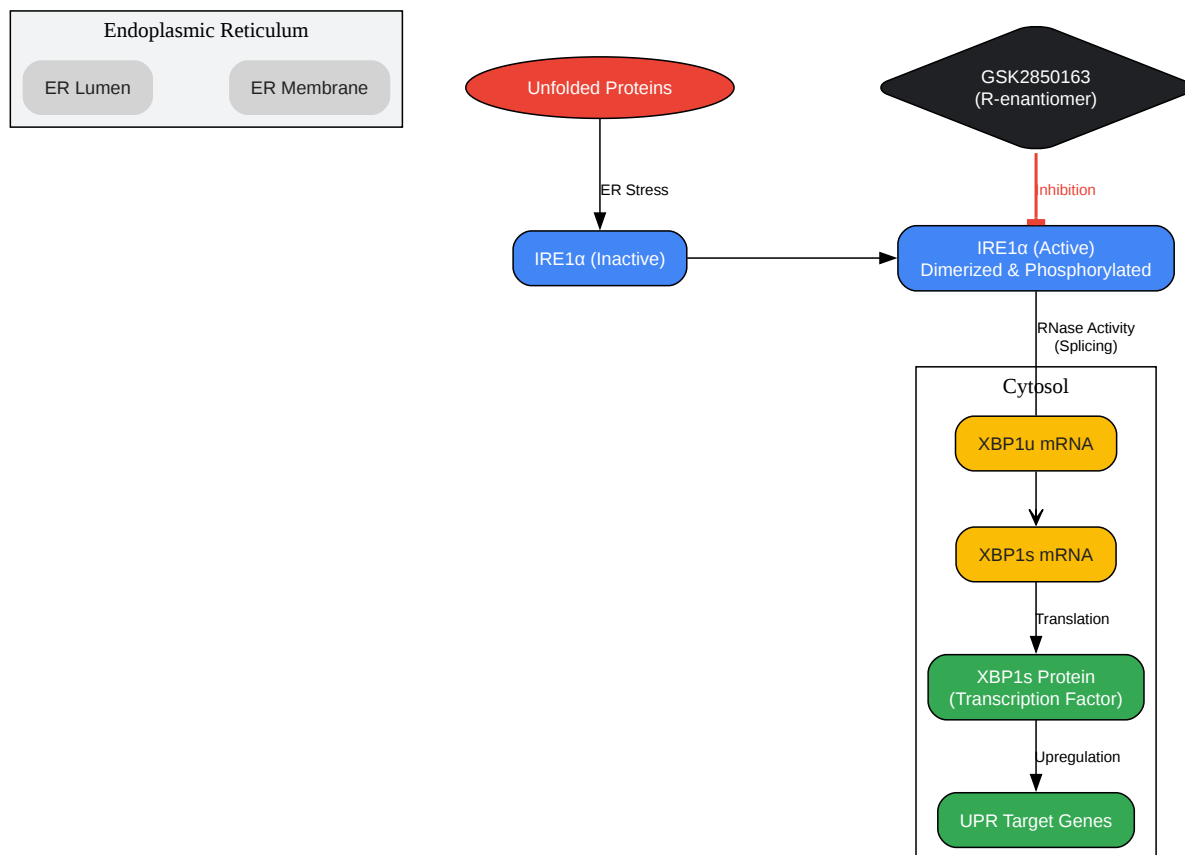 Endoplasmic Reticulum
ER Lumen
ER Membrane
Unfolded Proteins
GSK2850163
(R-enantiomer)
ER Stress
Inhibition
IRE1α (Inactive)
IRE1α (Active)
Dimerized & Phosphorylated
RNase Activity
(Splicing)
Cytosol
XBP1u mRNA
XBP1s mRNA
Translation
XBP1s Protein
(Transcription Factor)
Upregulation
UPR Target Genes